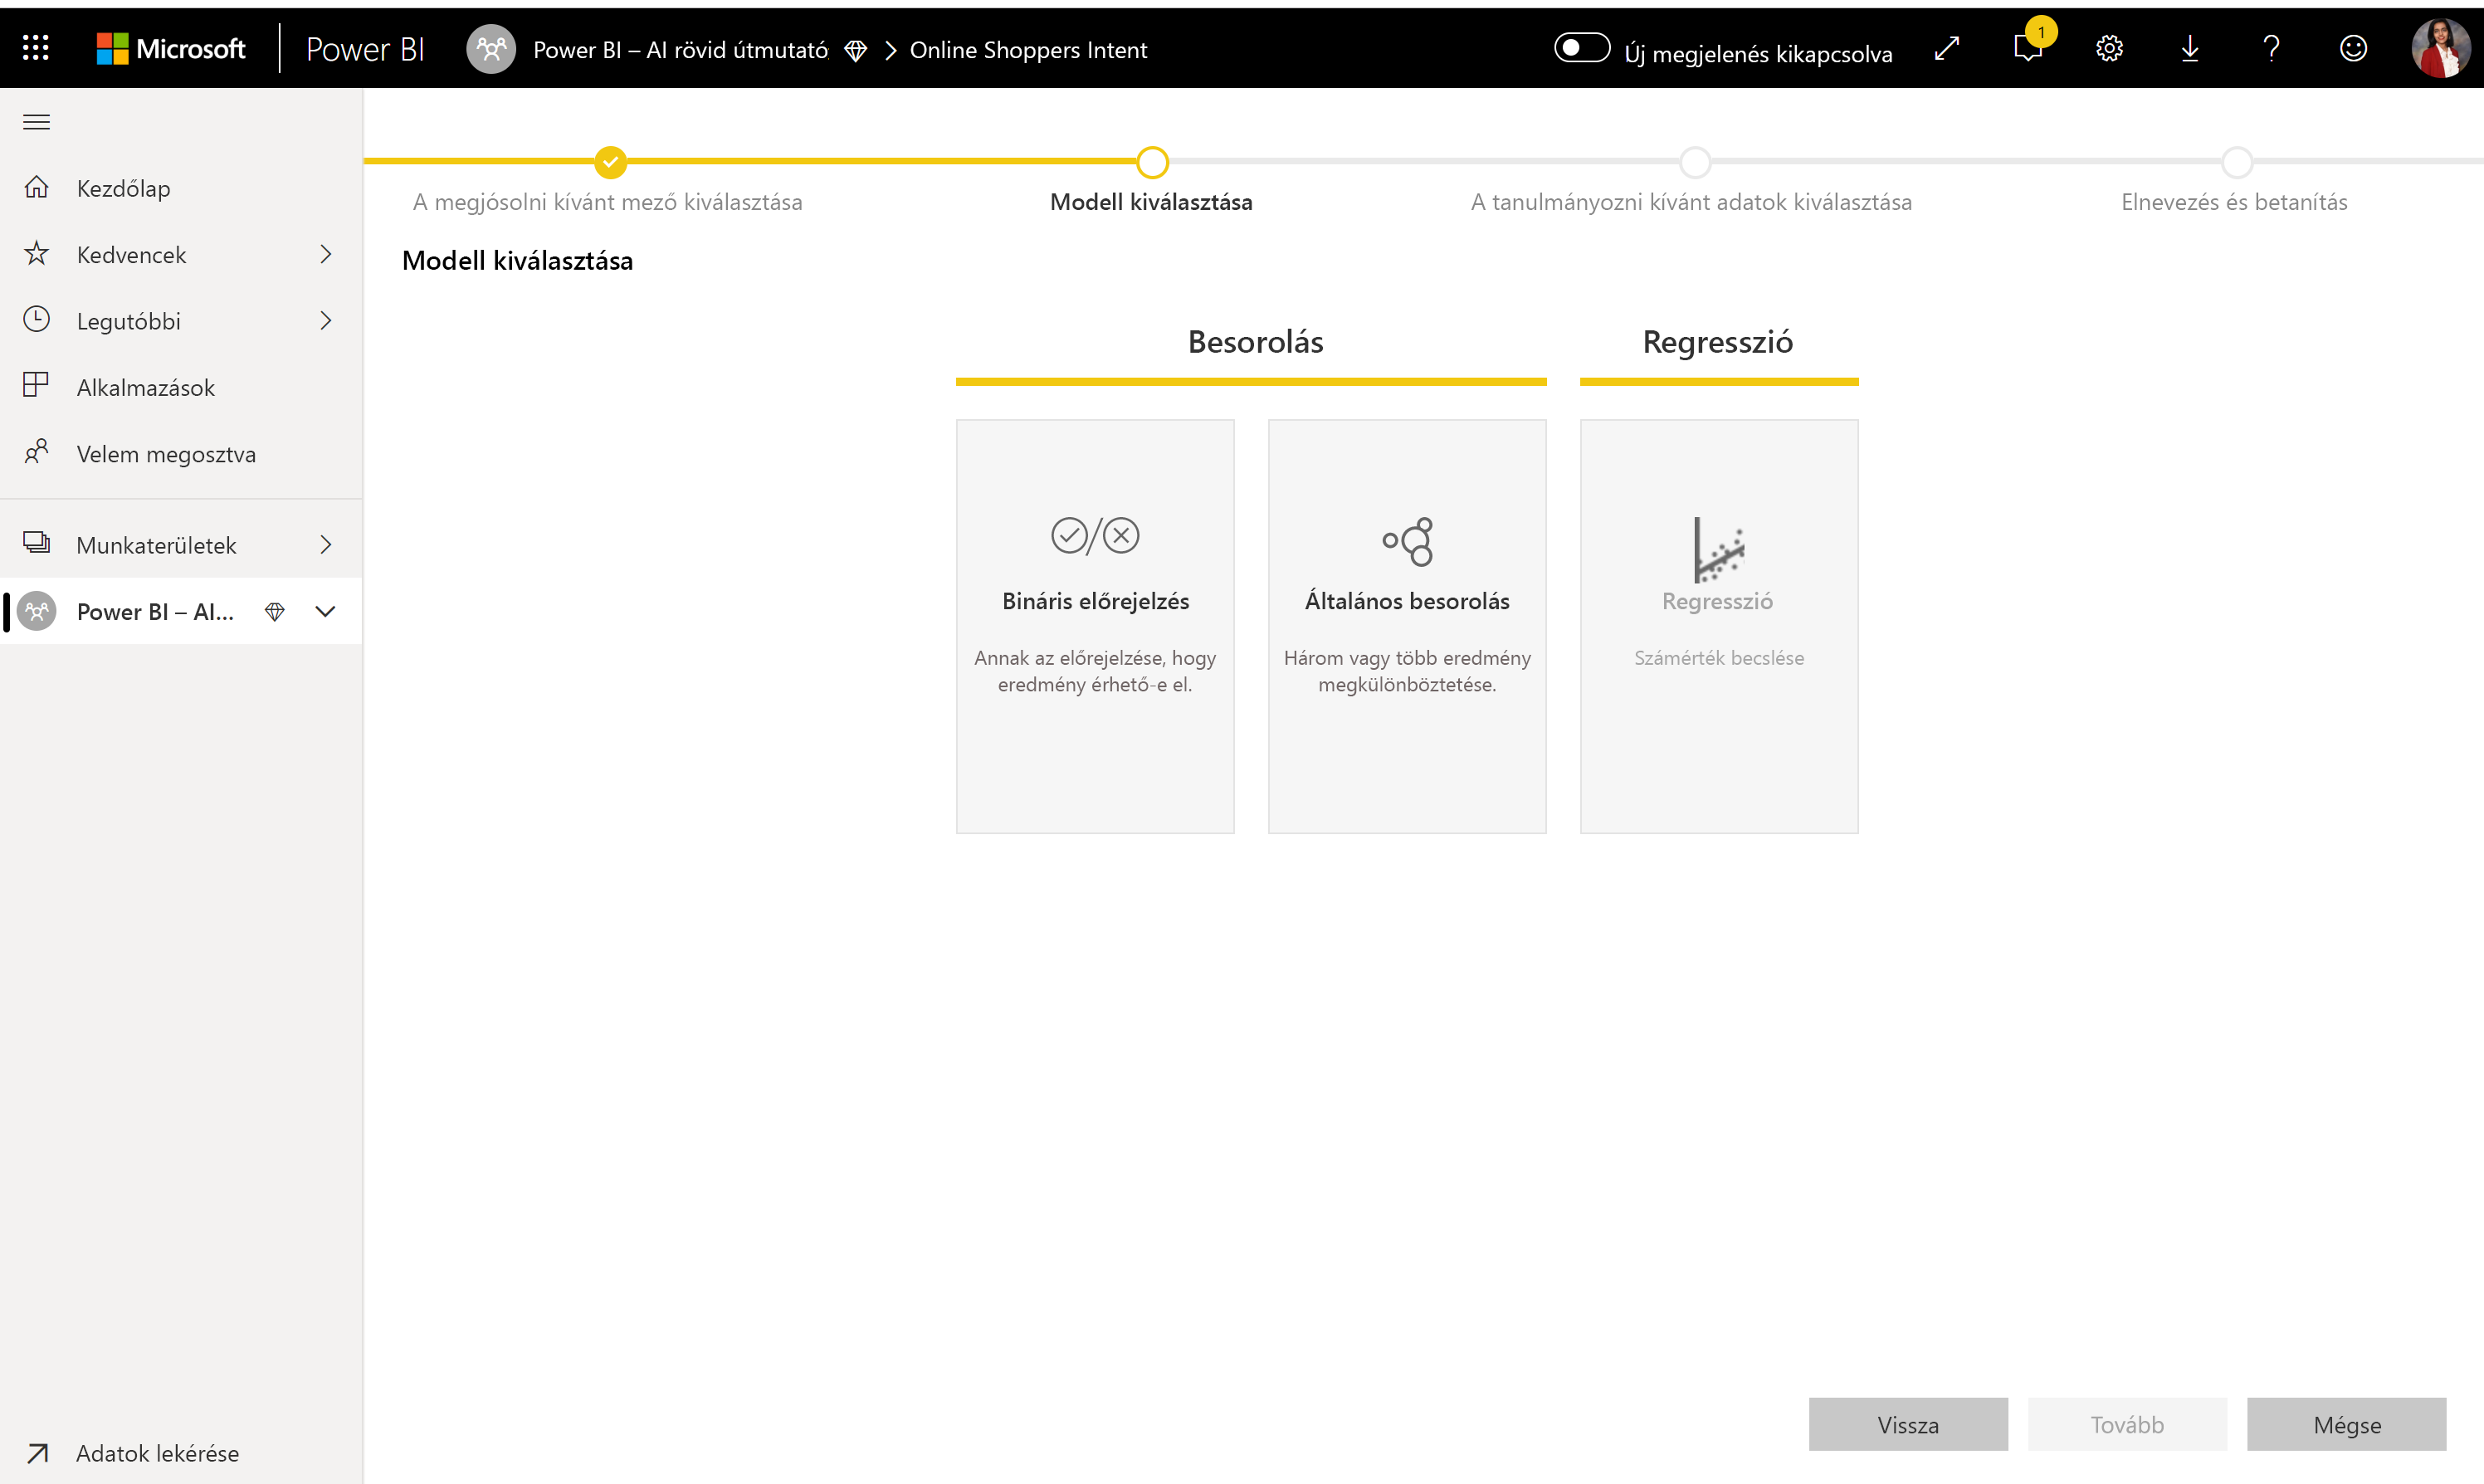 Microsoft
Power BI
Power BI – AI rövid útmutató
Online Shoppers Intent
Új megjelenés kikapcsolva
1
Kezdőlap
Kedvencek
Legutóbbi
Alkalmazások
Velem megosztva
Munkaterületek
Power BI – AI...
Adatok lekérése
A megjósolni kívánt mező kiválasztása
Modell kiválasztása
A tanulmányozni kívánt adatok kiválasztása
Elnevezés és betanítás
Modell kiválasztása
Besorolás
Regresszió
Bináris előrejelzés
Annak az előrejelzése, hogy
eredmény érhető-e el.
Általános besorolás
Három vagy több eredmény
megkülönböztetése.
Regresszió
Számérték becslése
Vissza
Tovább
Mégse